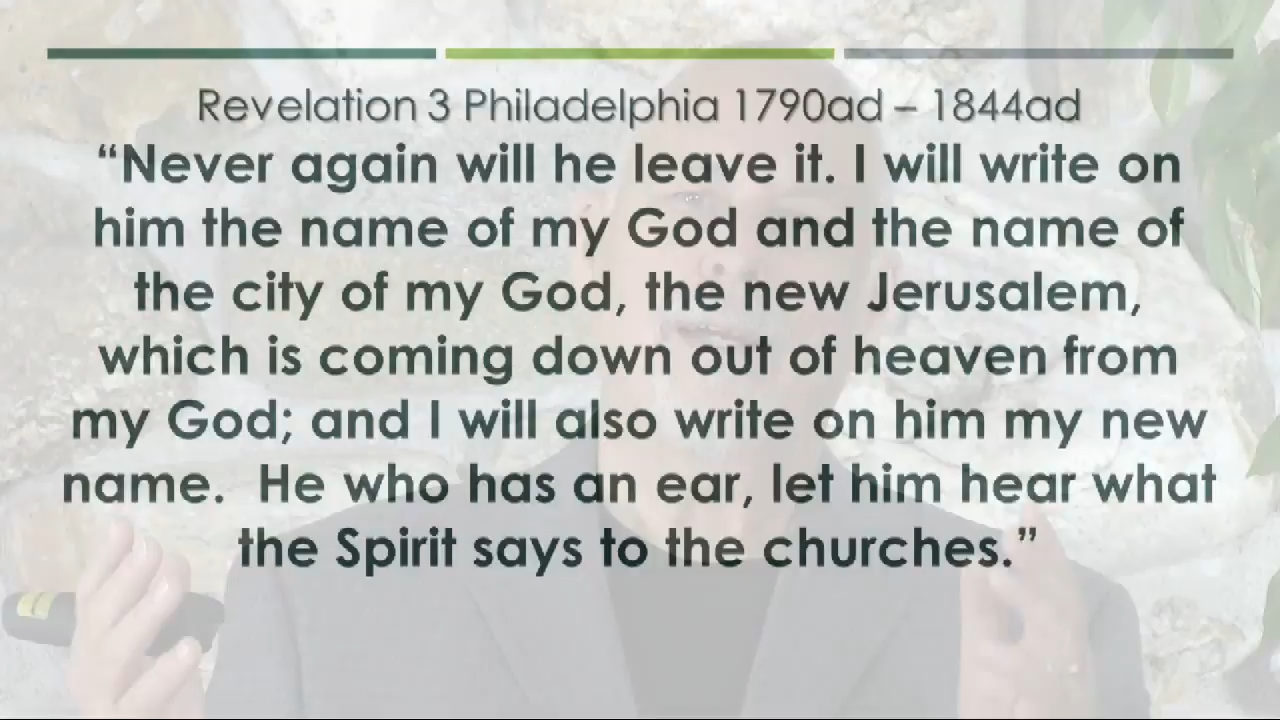 Revelation 3 Philadelphia 1790ad – 1844ad
“Never again will he leave it. I will write on
him the name of my God and the name of
the city of my God, the new Jerusalem,
which is coming down out of heaven from
my God; and I will also write on him my new
name.  He who has an ear, let him hear what
the Spirit says to the churches.”